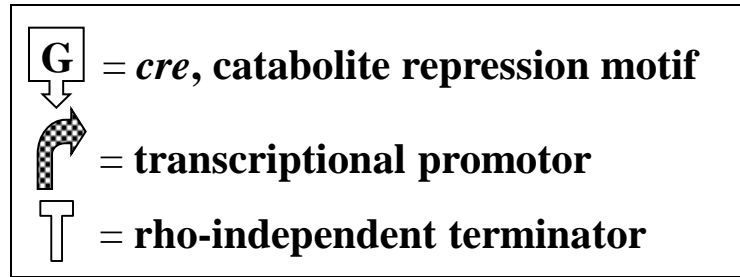 G = cre, catabolite repression motif
= transcriptional promotor
= rho-independent terminator